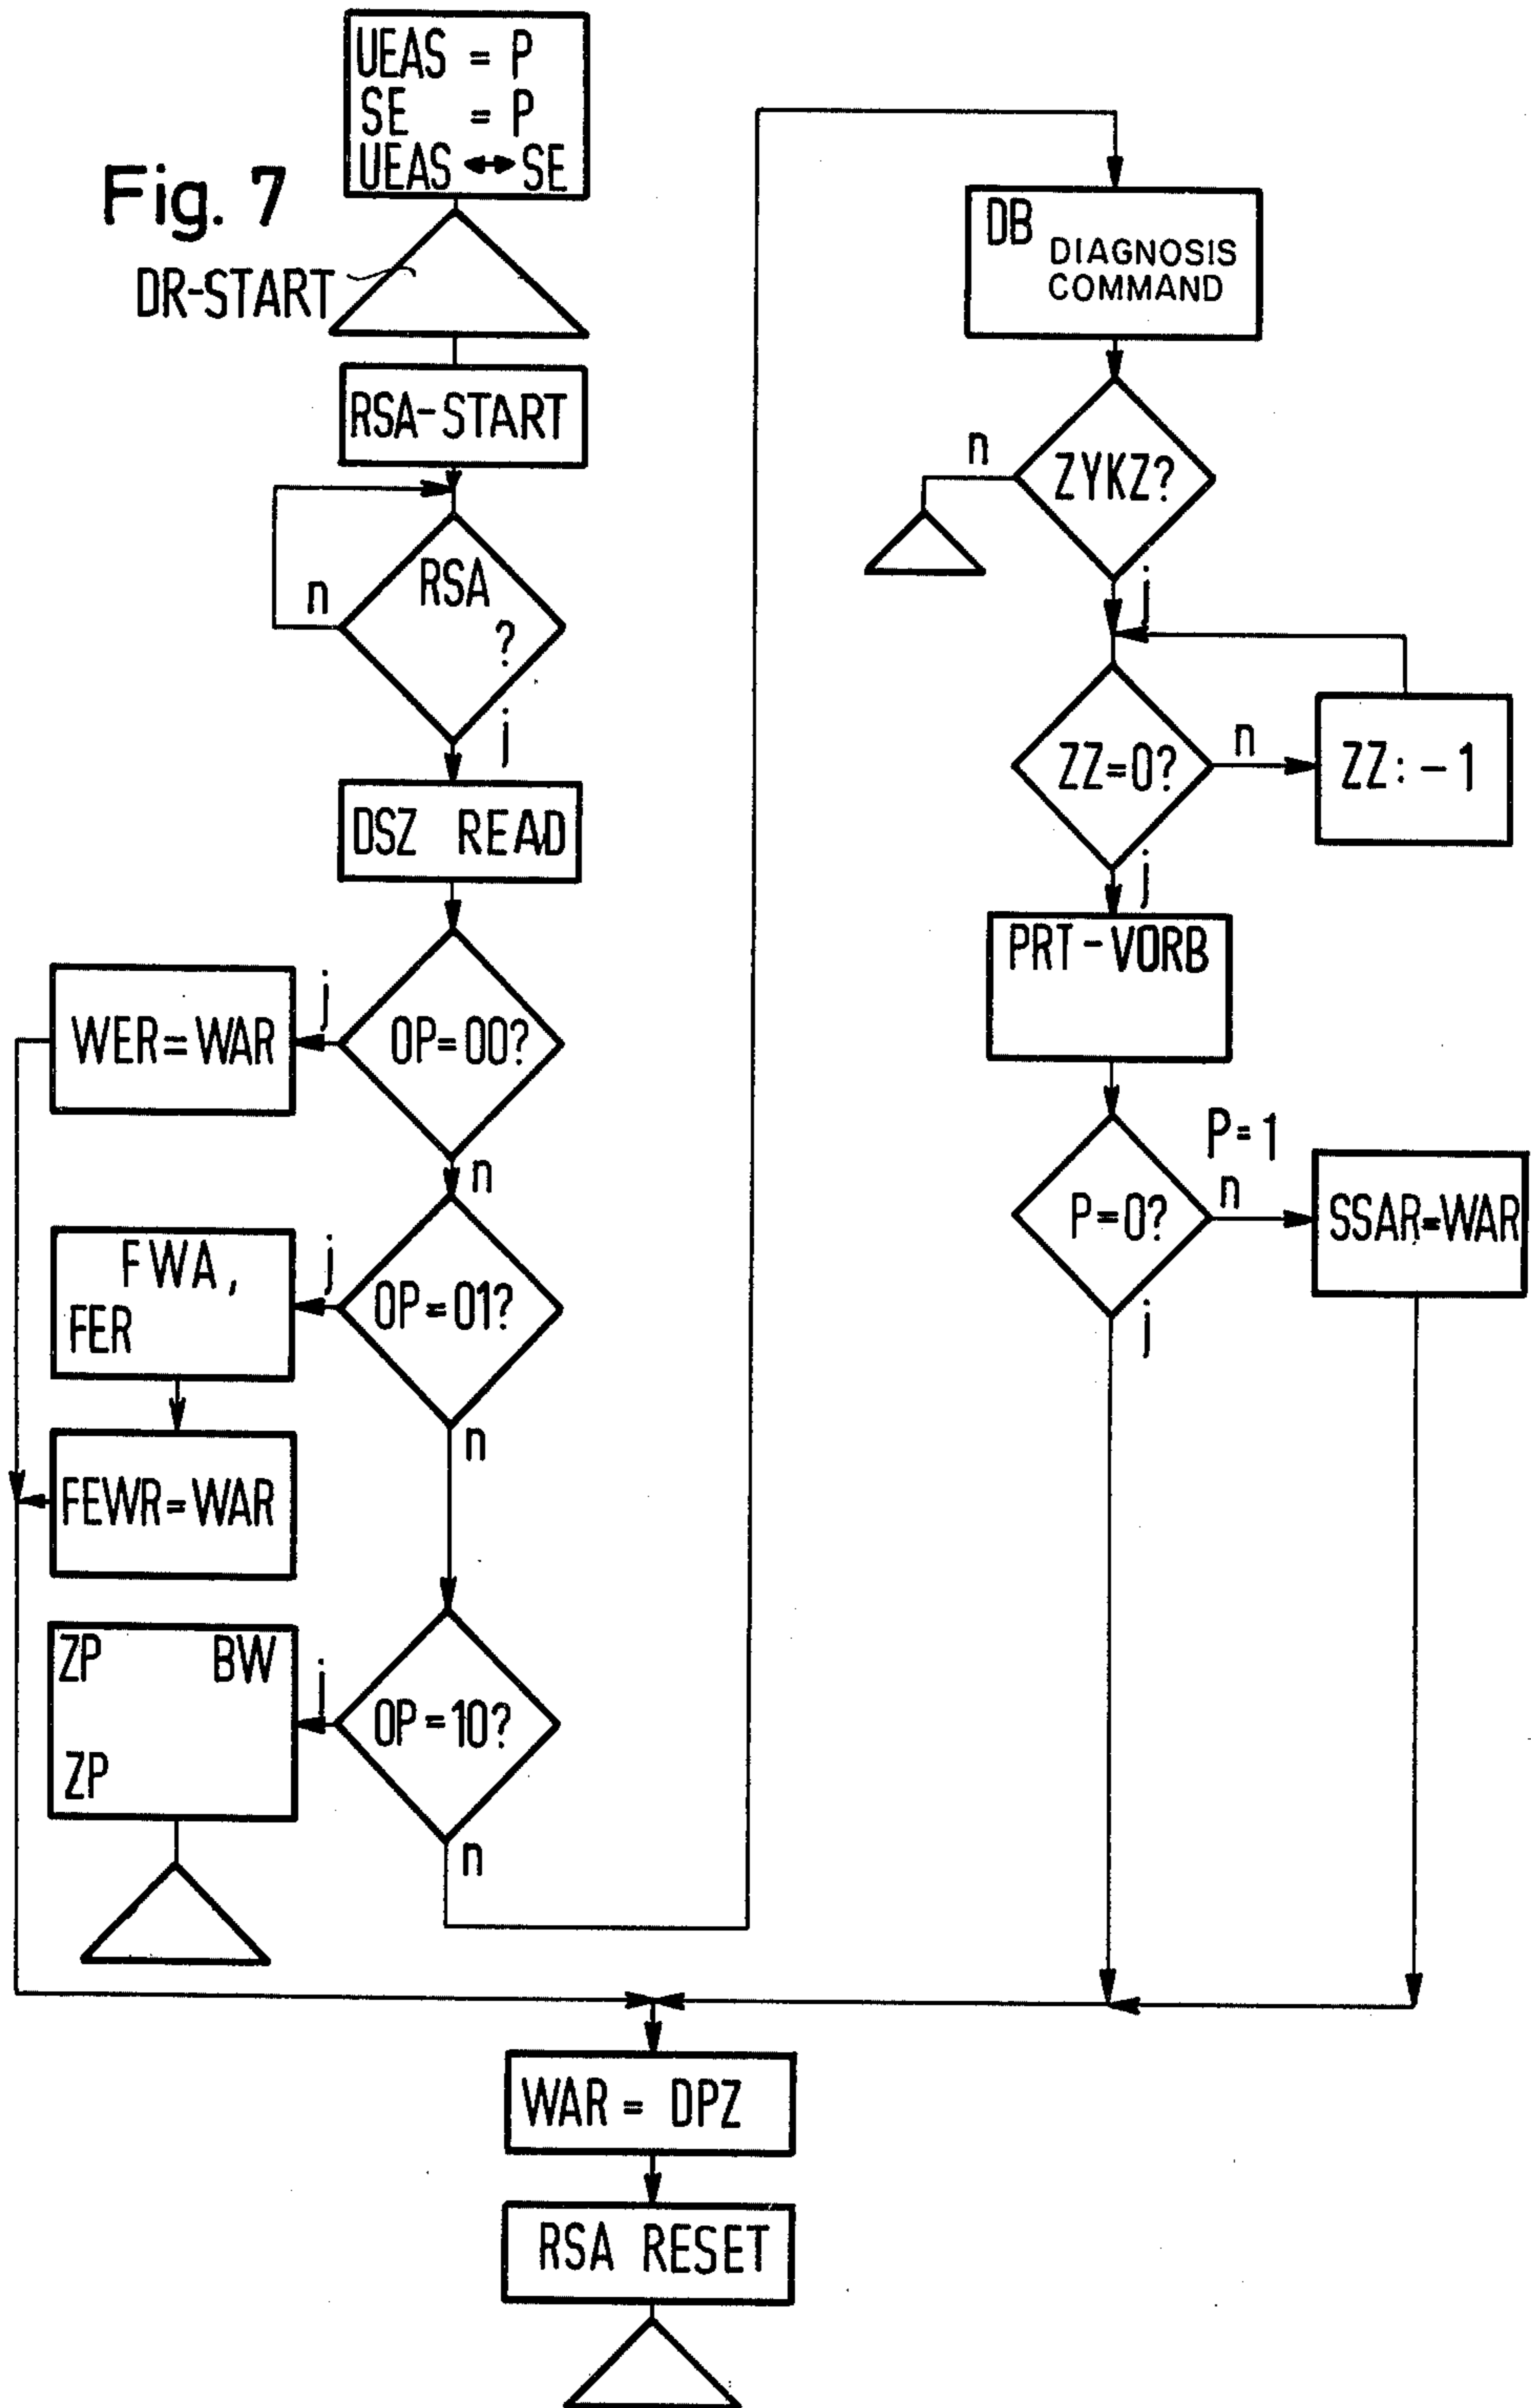 UEAS = P
SE = P
UEAS ↔ SE
Fig. 7
DR-START
RSA-START
RSA
?
n
j
DSZ READ
OP=00?
j
WER=WAR
n
OP=01?
j
FWA,
FER
n
FEWR=WAR
OP=10?
j
ZP BW
ZP
n
DB DIAGNOSIS
COMMAND
ZYKZ?
n
j
ZZ=0?
n
ZZ:-1
j
PRT-VORB
P=0?
P=1
n
SSAR=WAR
j
WAR = DPZ
RSA RESET